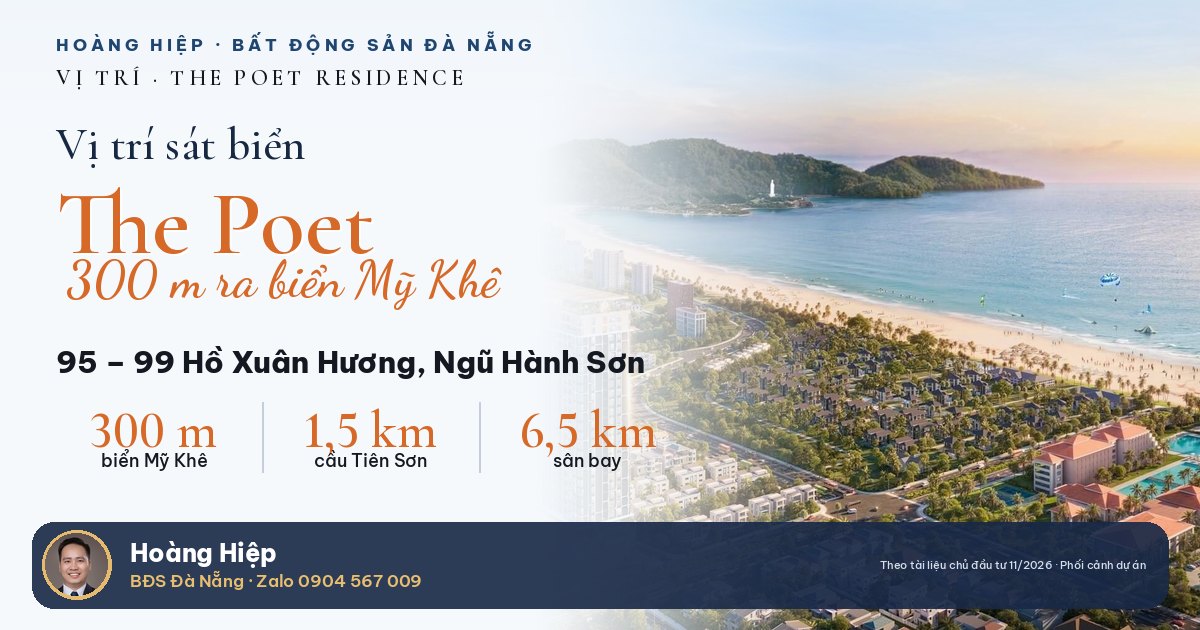 HOÀNG HIỆP · BẤT ĐỘNG SẢN ĐÀ NẴNG
VỊ TRÍ · THE POET RESIDENCE
Vị trí sát biển
The Poet
300 m ra biển Mỹ Khê
95 – 99 Hồ Xuân Hương, Ngũ Hành Sơn
300 m
biển Mỹ Khê
1,5 km
cầu Tiên Sơn
6,5 km
sân bay
Hoàng Hiệp
BĐS Đà Nẵng · Zalo 0904 567 009
Theo tài liệu chủ đầu tư 11/2026 · Phối cảnh dự án